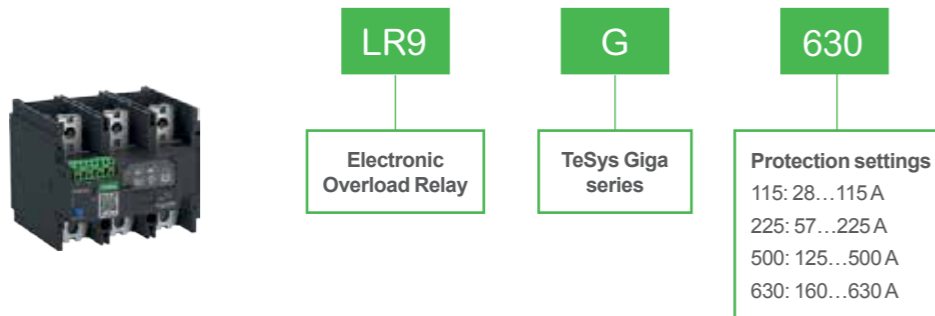 LR9
G
630
Electronic
Overload Relay
TeSys Giga
series
Protection settings
115: 28…115 A
225: 57…225 A
500: 125…500 A
630: 160…630 A